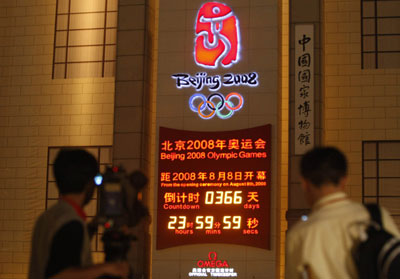 Beijing 2008
中国国家博物馆
北京2008年奥运会
Beijing 2008 Olympic Games
距2008年8月8日开幕
From the opening ceremony on August 8th, 2008
倒计时 0366 天
Countdown days
23 时 59 分 59 秒
hours mins secs
OMEGA